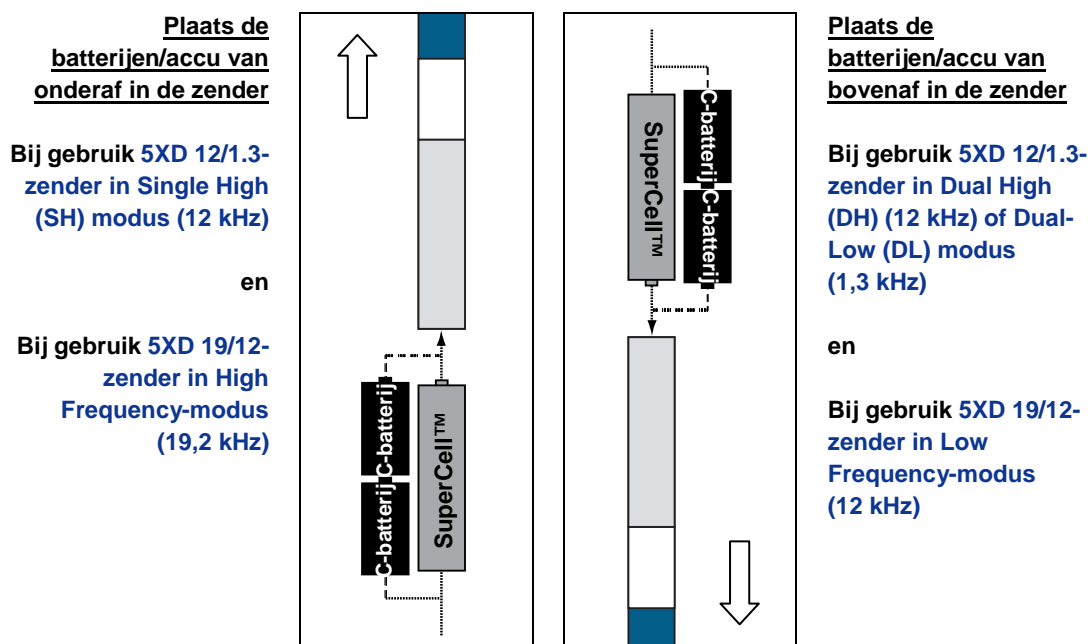 Plaats de
batterijen/accu van
onderaf in de zender
Bij gebruik 5XD 12/1.3-
zender in Single High
(SH) modus (12 kHz)
en
Bij gebruik 5XD 19/12-
zender in High
Frequency-modus
(19,2 kHz)
C-batterij
C-batterij
SuperCell™
SuperCell™
C-batterij
C-batterij
Plaats de
batterijen/accu van
bovenaf in de zender
Bij gebruik 5XD 12/1.3-
zender in Dual High
(DH) (12 kHz) of Dual-
Low (DL) modus
(1,3 kHz)
en
Bij gebruik 5XD 19/12-
zender in Low
Frequency-modus
(12 kHz)